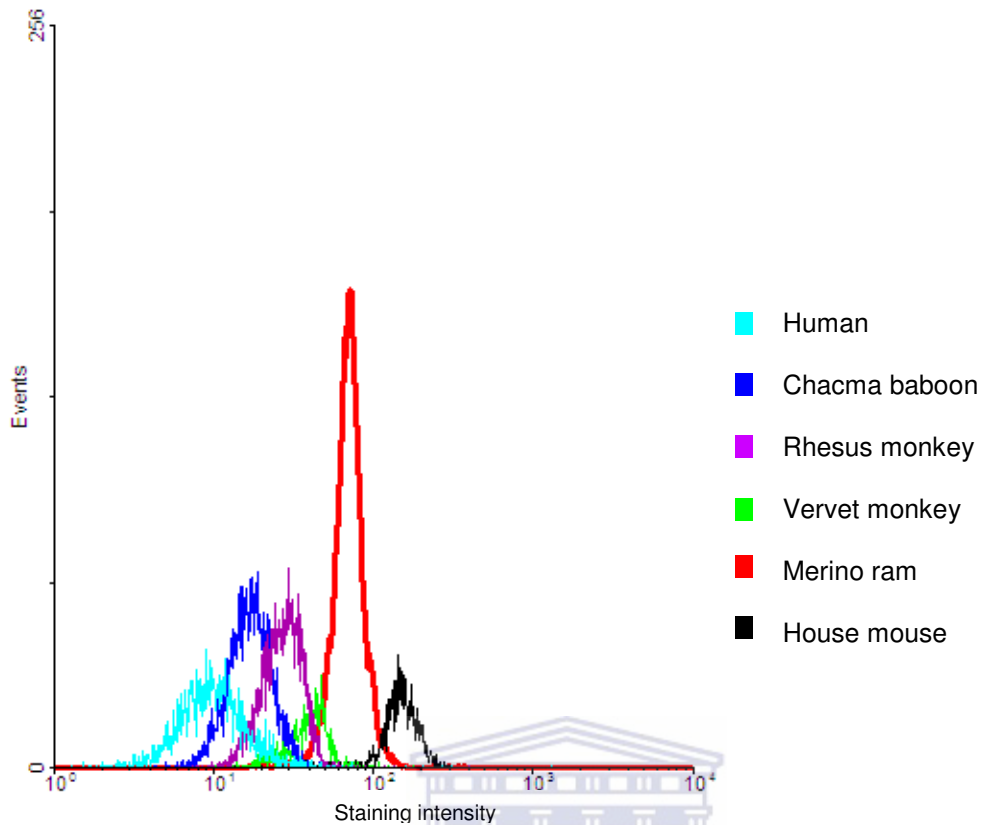 256
Events
0
10⁰ 10¹ 10² 10³ 10⁴
Staining intensity
Human
Chacma baboon
Rhesus monkey
Vervet monkey
Merino ram
House mouse